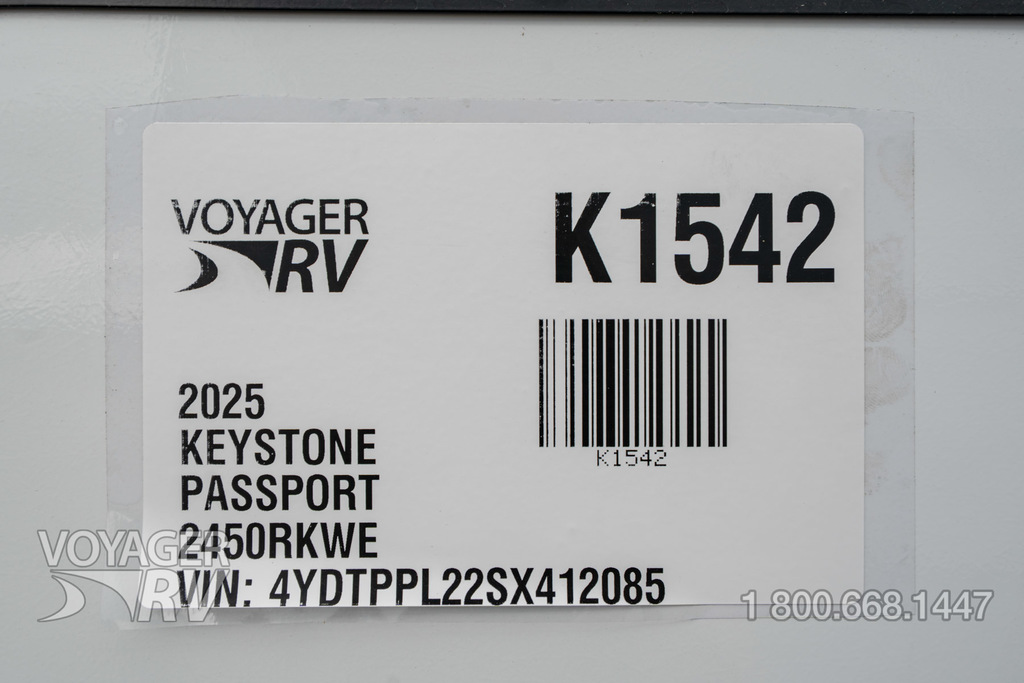 VOYAGER
RV
K1542
K1542
2025
KEYSTONE
PASSPORT
2450RKWE
VIN: 4YDTPPL22SX412085
VOYAGER
RV
1 800.668.1447